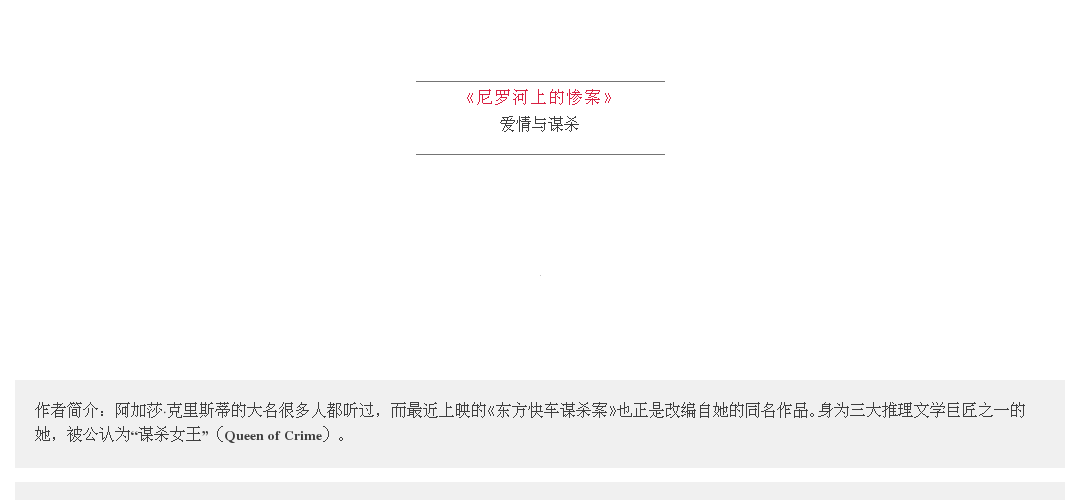 《尼罗河上的惨案》
爱情与谋杀
作者简介：阿加莎·克里斯蒂的大名很多人都听过，而最近上映的《东方快车谋杀案》也正是改编自她的同名作品。身为三大推理文学巨匠之一的
她，被公认为“谋杀女王”（Queen of Crime）。